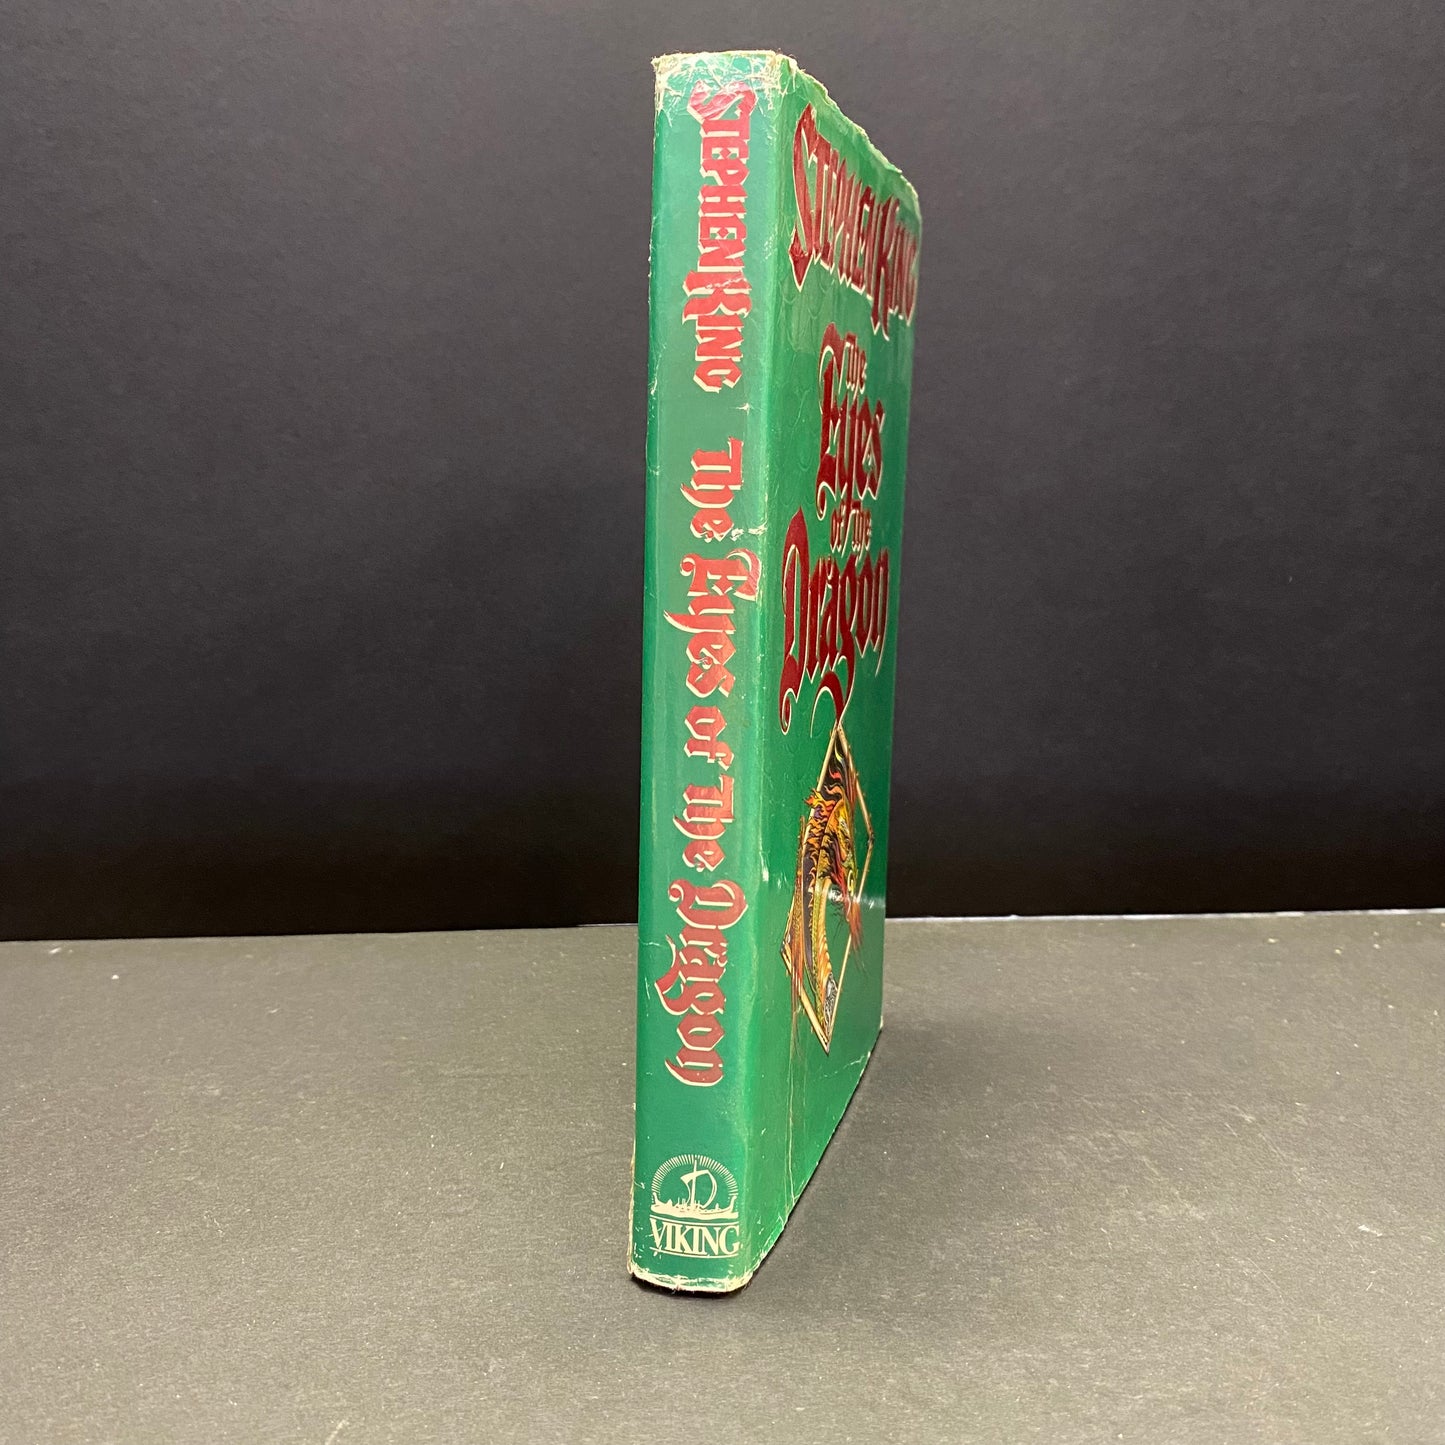 STEPHEN KING The Eyes of The Dragon
VIKING
STEPHEN KING
The
Eyes
of The
Dragon